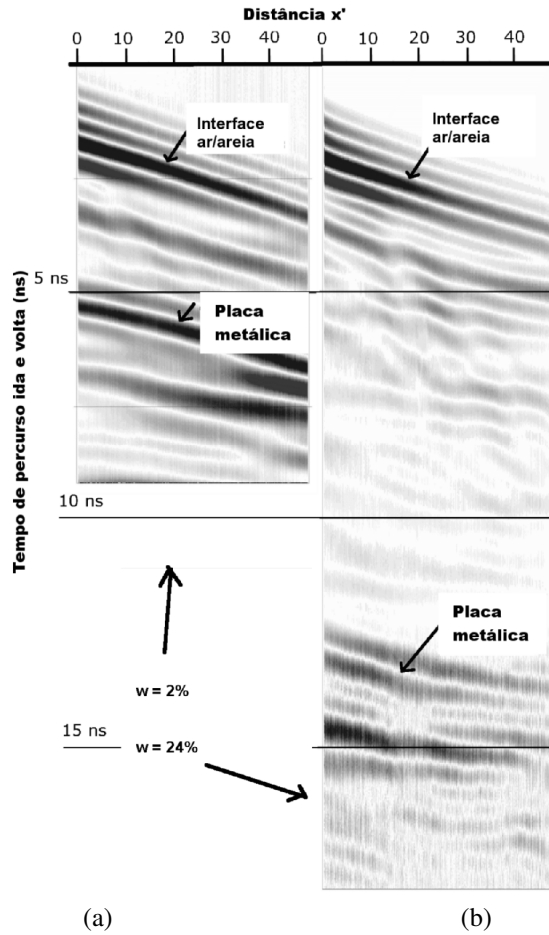 Distância x'
0 10 20 30 40
0 10 20 30 40
Interface
ar/areia
Interface
ar/areia
Tempo de percurso ida e volta (ns)
5 ns
Placa
metálica
10 ns
Placa
metálica
w = 2%
15 ns
w = 24%
(a) (b)